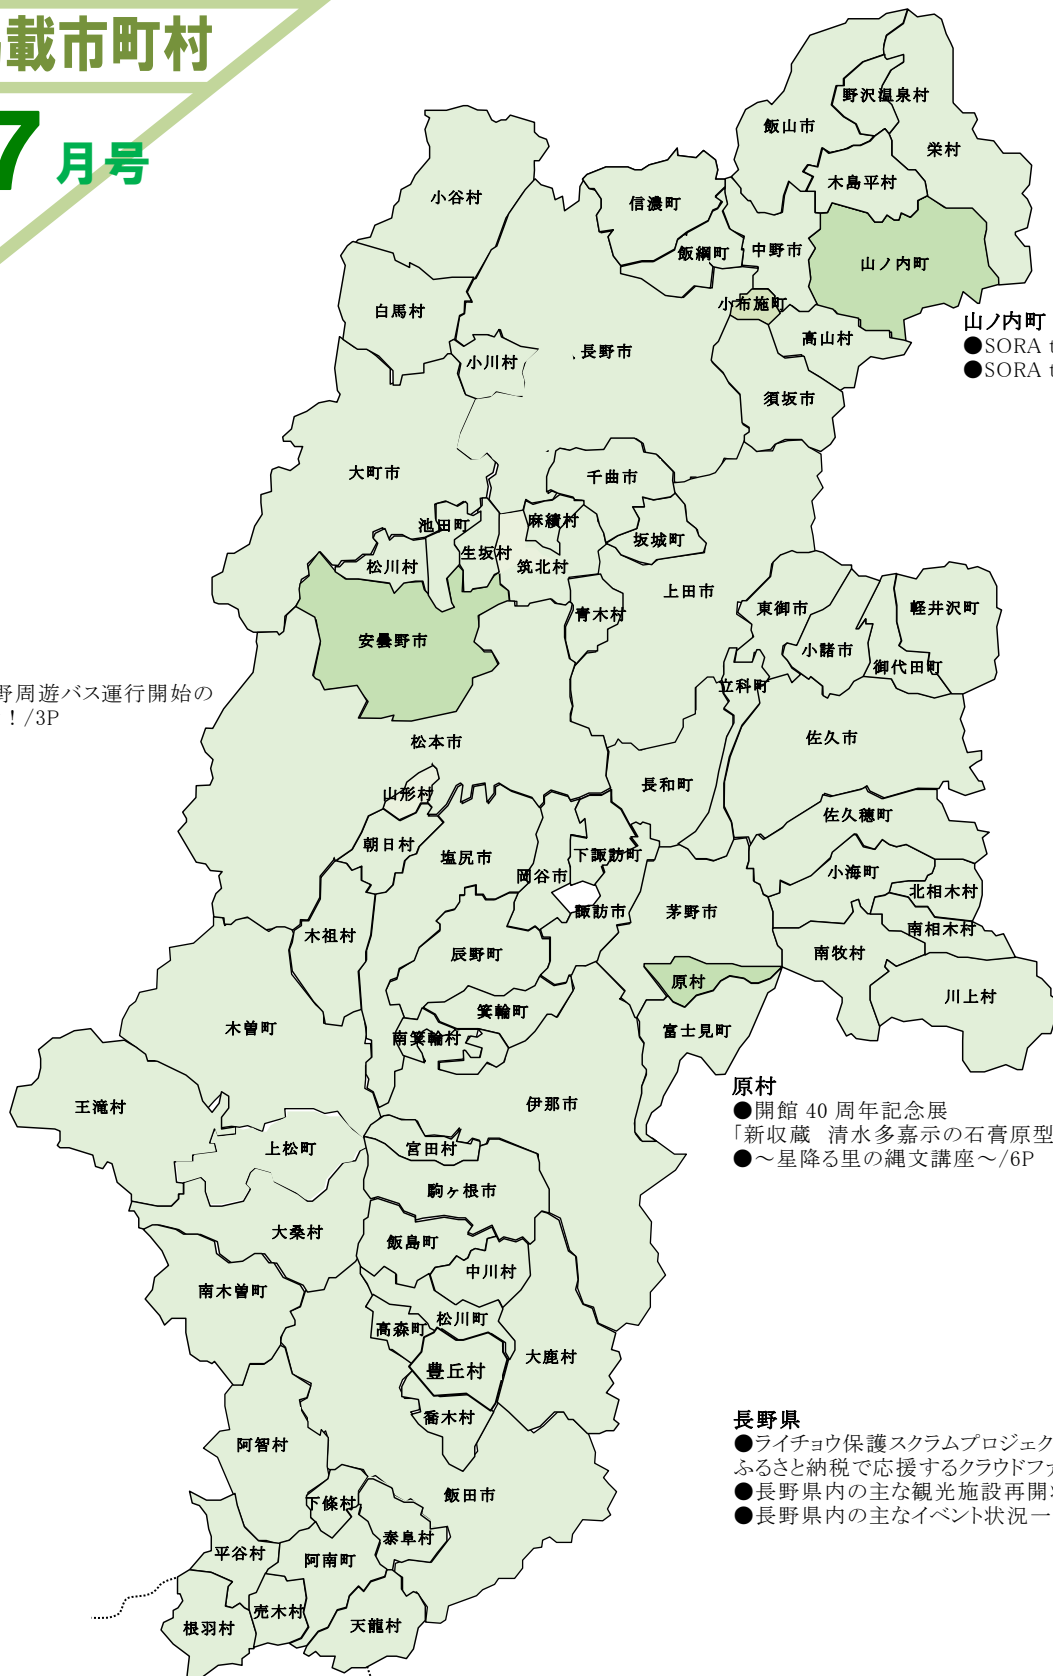 載市町村
7月号
野沢温泉村
飯山市
栄村
木島平村
小谷村
信濃町
飯綱町
中野市
山ノ内町
小布施町
白馬村
高山村
長野市
小川村
須坂市
山ノ内町
●SORA t
●SORA t
大町市
千曲市
池田町
麻績村
坂城町
生坂村
松川村
筑北村
上田市
青木村
東御市
軽井沢町
安曇野市
小諸市
御代田町
立科町
野周遊バス運行開始の
！/3P
松本市
佐久市
長和町
山形村
佐久穂町
朝日村
塩尻市
下諏訪町
岡谷市
小海町
北相木村
諏訪市
茅野市
南相木村
木祖村
辰野町
南牧村
原村
川上村
箕輪町
木曽町
南箕輪村
富士見町
王滝村
伊那市
原村
●開館 40 周年記念展
「新収蔵 清水多嘉示の石膏原型
●～星降る里の縄文講座～/6P
上松町
宮田村
駒ヶ根市
大桑村
飯島町
中川村
南木曽町
松川町
高森町
大鹿村
豊丘村
喬木村
長野県
●ライチョウ保護スクラムプロジェク
ふるさと納税で応援するクラウドファ
●長野県内の主な観光施設再開
●長野県内の主なイベント状況一
阿智村
飯田市
下條村
泰阜村
平谷村
阿南町
売木村
根羽村
天龍村